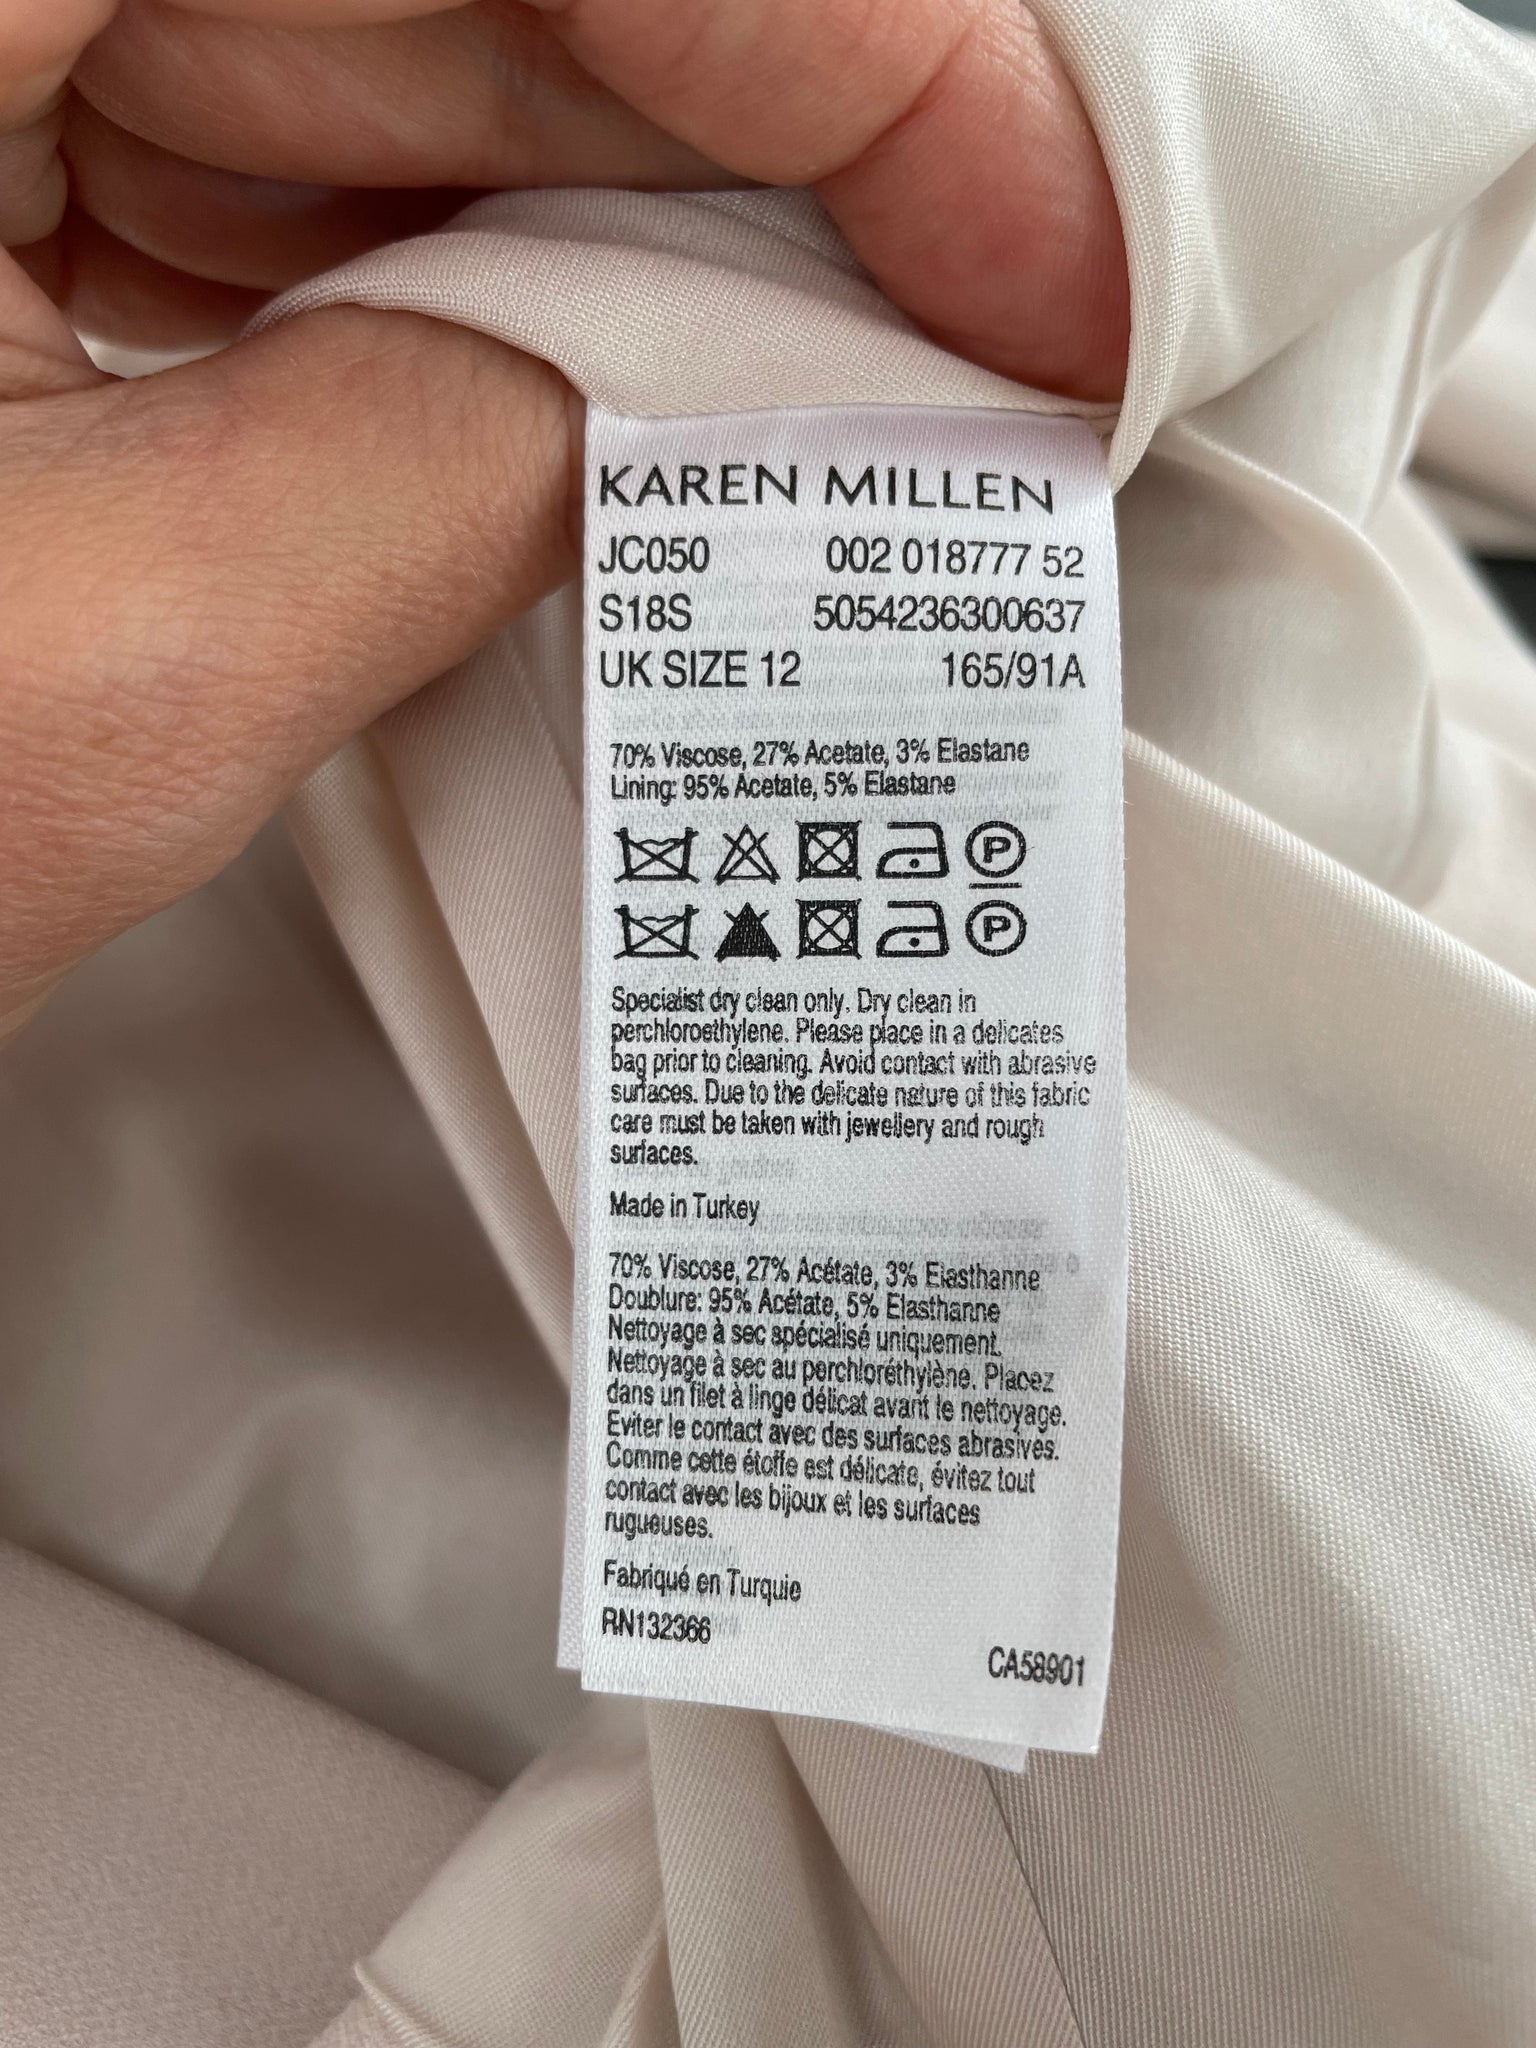 KAREN MILLEN
JC050 002 018777 52
S18S 5054236300637
UK SIZE 12 165/91A
70% Viscose, 27% Acetate, 3% Elastane
Lining: 95% Acetate, 5% Elastane
P
P
Specialist dry clean only. Dry clean in
perchloroethylene. Please place in a delicates
bag prior to cleaning. Avoid contact with abrasive
surfaces. Due to the delicate nature of this fabric
care must be taken with jewellery and rough
surfaces.
Made in Turkey
70% Viscose, 27% Acétate, 3% Elasthanne
Doublure: 95% Acétate, 5% Elasthanne
Nettoyage à sec spécialisé uniquement.
Nettoyage à sec au perchloréthylène. Placez
dans un filet à linge délicat avant le nettoyage.
Eviter le contact avec des surfaces abrasives.
Comme cette étoffe est délicate, évitez tout
contact avec les bijoux et les surfaces
rugueuses.
Fabriqué en Turquie
RN132366
CA58901